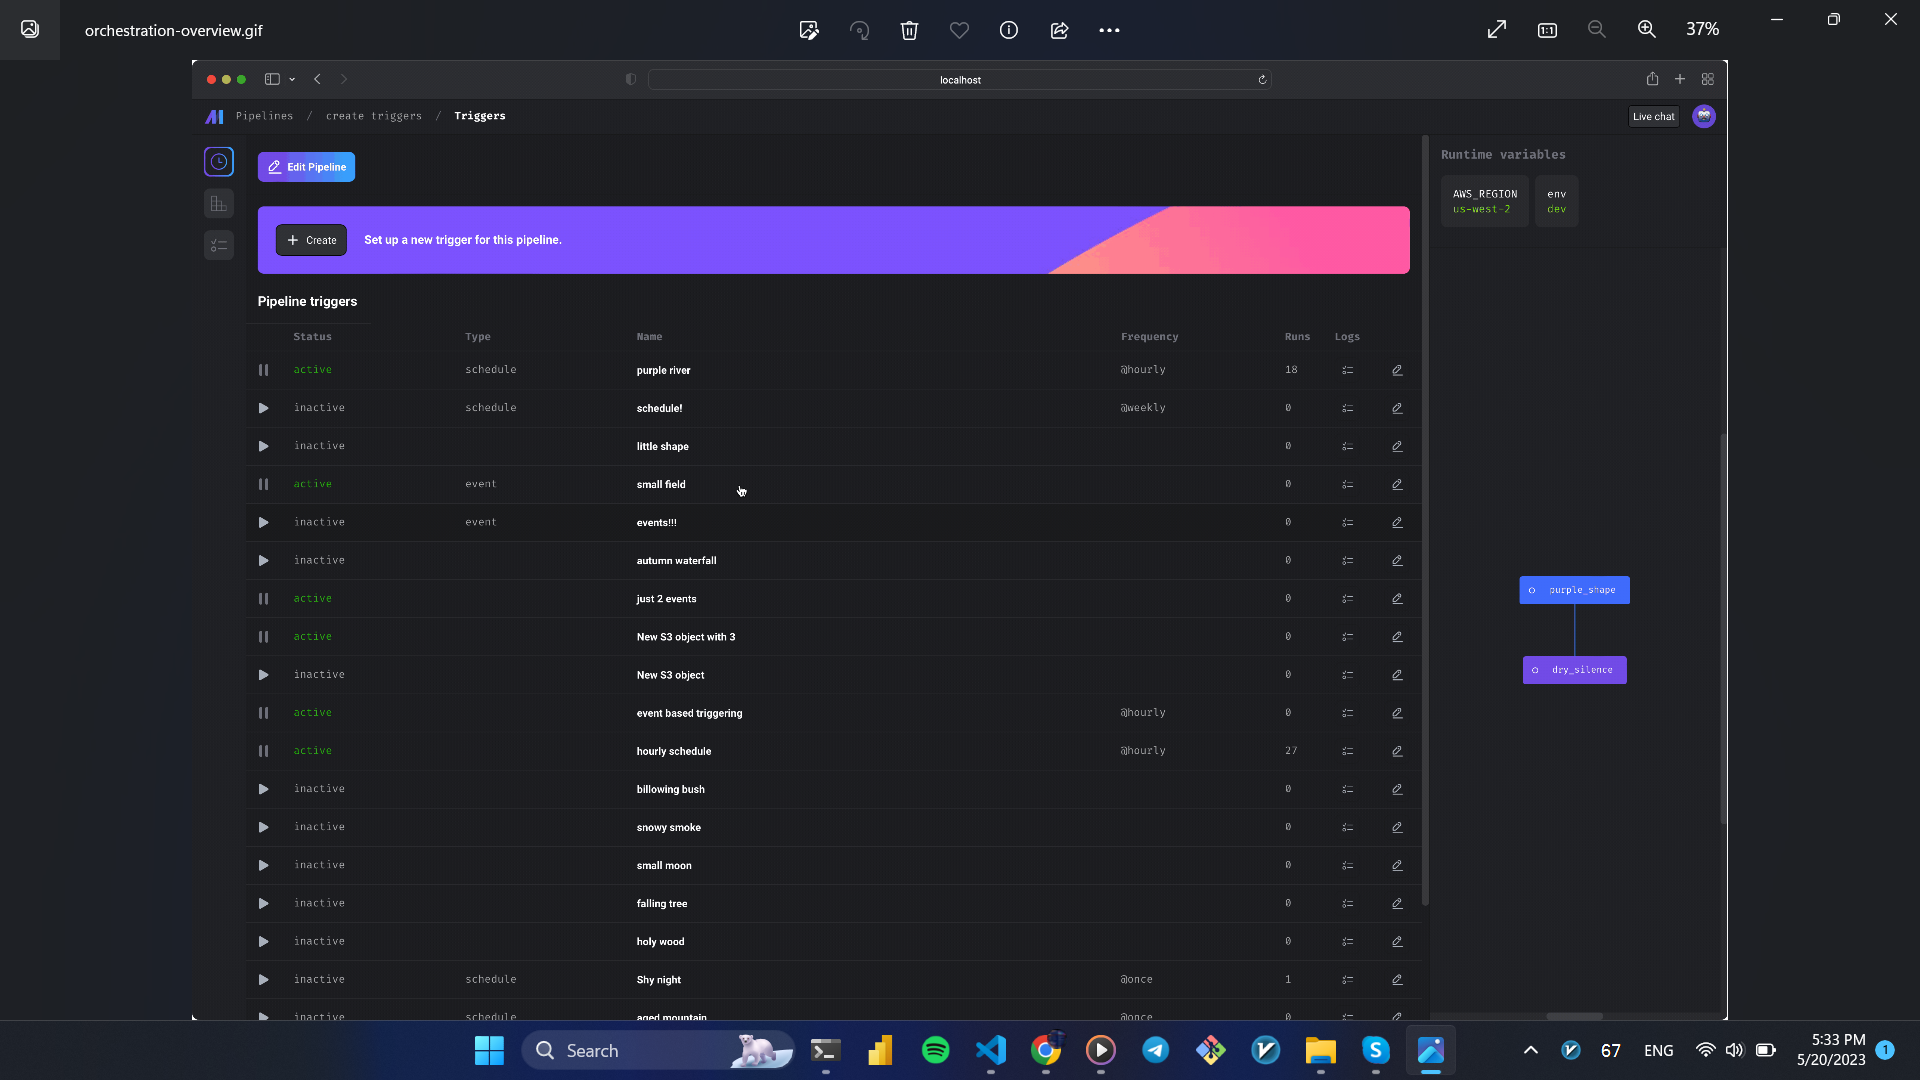 orchestration-overview.gif
37%
localhost
Pipelines / create triggers / Triggers
Live chat
Edit Pipeline
Create
Set up a new trigger for this pipeline.
Runtime variables
AWS_REGION
us-west-2
env
dev
Pipeline triggers
Status Type Name Frequency Runs Logs
active schedule purple river @hourly 18
inactive schedule schedule! @weekly 0
inactive little shape 0
active event small field 0
inactive event events!!! 0
inactive autumn waterfall 0
active just 2 events 0
active New S3 object with 3 0
inactive New S3 object 0
active event based triggering @hourly 0
active hourly schedule @hourly 27
inactive billowing bush 0
inactive snowy smoke 0
inactive small moon 0
inactive falling tree 0
inactive holy wood 0
inactive schedule Shy night @once 1
inactive schedule aged mountain @once 0
purple_shape
dry_silence
Search
67
ENG
5:33 PM
5/20/2023
1